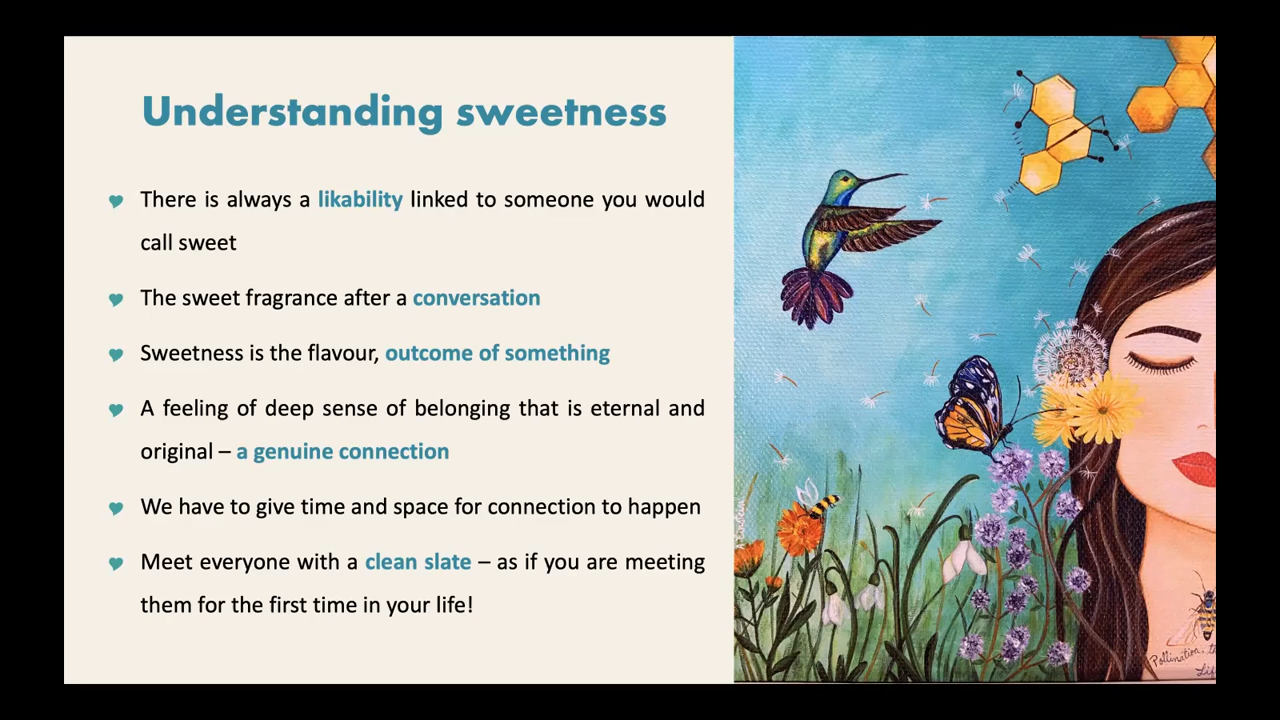 Understanding sweetness
There is always a likability linked to someone you would
call sweet
The sweet fragrance after a conversation
Sweetness is the flavour, outcome of something
A feeling of deep sense of belonging that is eternal and
original – a genuine connection
We have to give time and space for connection to happen
Meet everyone with a clean slate – as if you are meeting
them for the first time in your life!
Pollination,